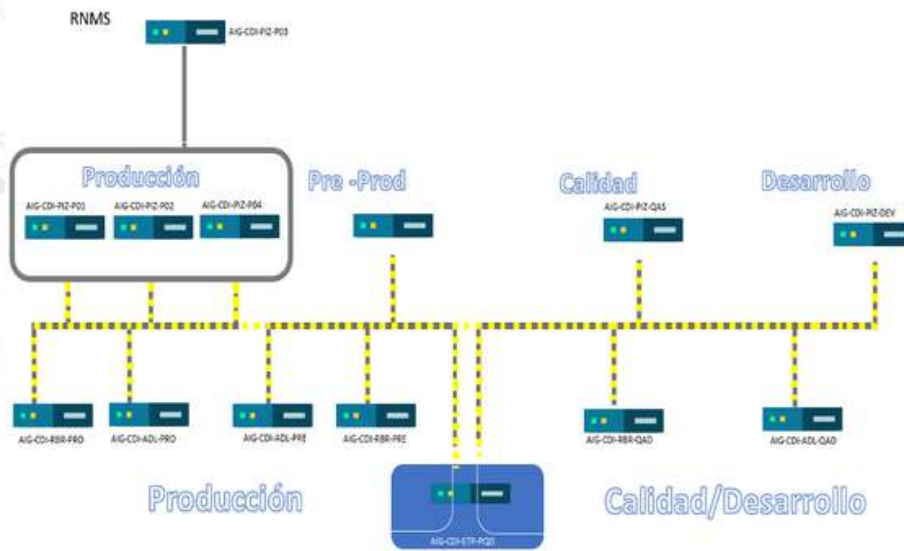 RNMS
AIG-CDI-PIZ-P03
Producción
Pre -Prod
Calidad
Desarrollo
AIG-CDI-PIZ-P01
AIG-CDI-PIZ-P02
AIG-CDI-PIZ-P04
AIG-CDI-PIZ-QAS
AIG-CDI-PIZ-DEV
AIG-CDI-RBR-PRO
AIG-CDI-ADL-PRO
AIG-CDI-ADL-PRE
AIG-CDI-RBR-PRE
AIG-CDI-RBR-QAD
AIG-CDI-ADL-QAD
Producción
Calidad/Desarrollo